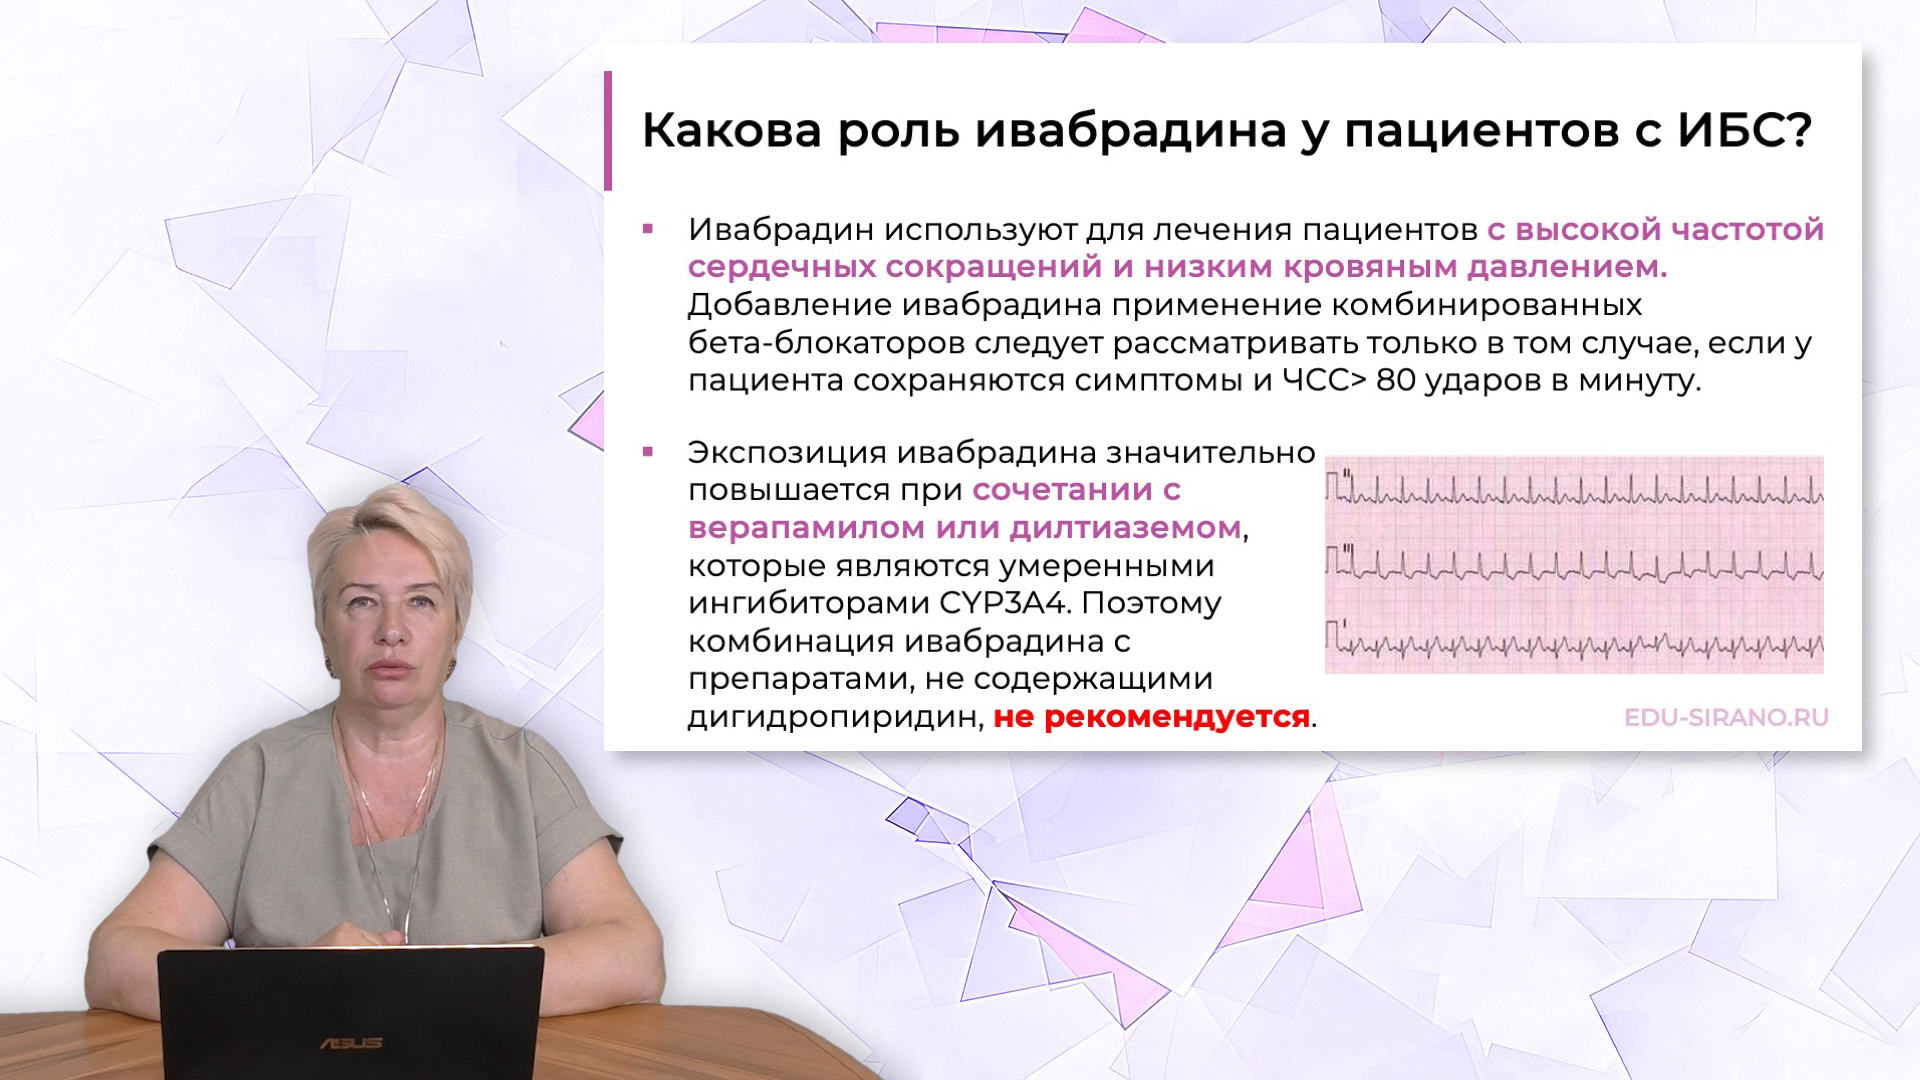 Какова роль ивабрадина у пациентов с ИБС?
Ивабрадин используют для лечения пациентов с высокой частотой
сердечных сокращений и низким кровяным давлением.
Добавление ивабрадина применение комбинированных
бета-блокаторов следует рассматривать только в том случае, если у
пациента сохраняются симптомы и ЧСС> 80 ударов в минуту.
Экспозиция ивабрадина значительно
повышается при сочетании с
верапамилом или дилтиаземом,
которые являются умеренными
ингибиторами CYP3A4. Поэтому
комбинация ивабрадина с
препаратами, не содержащими
дигидропиридин, не рекомендуется.
II
III
I
EDU-SIRANO.RU
ASUS